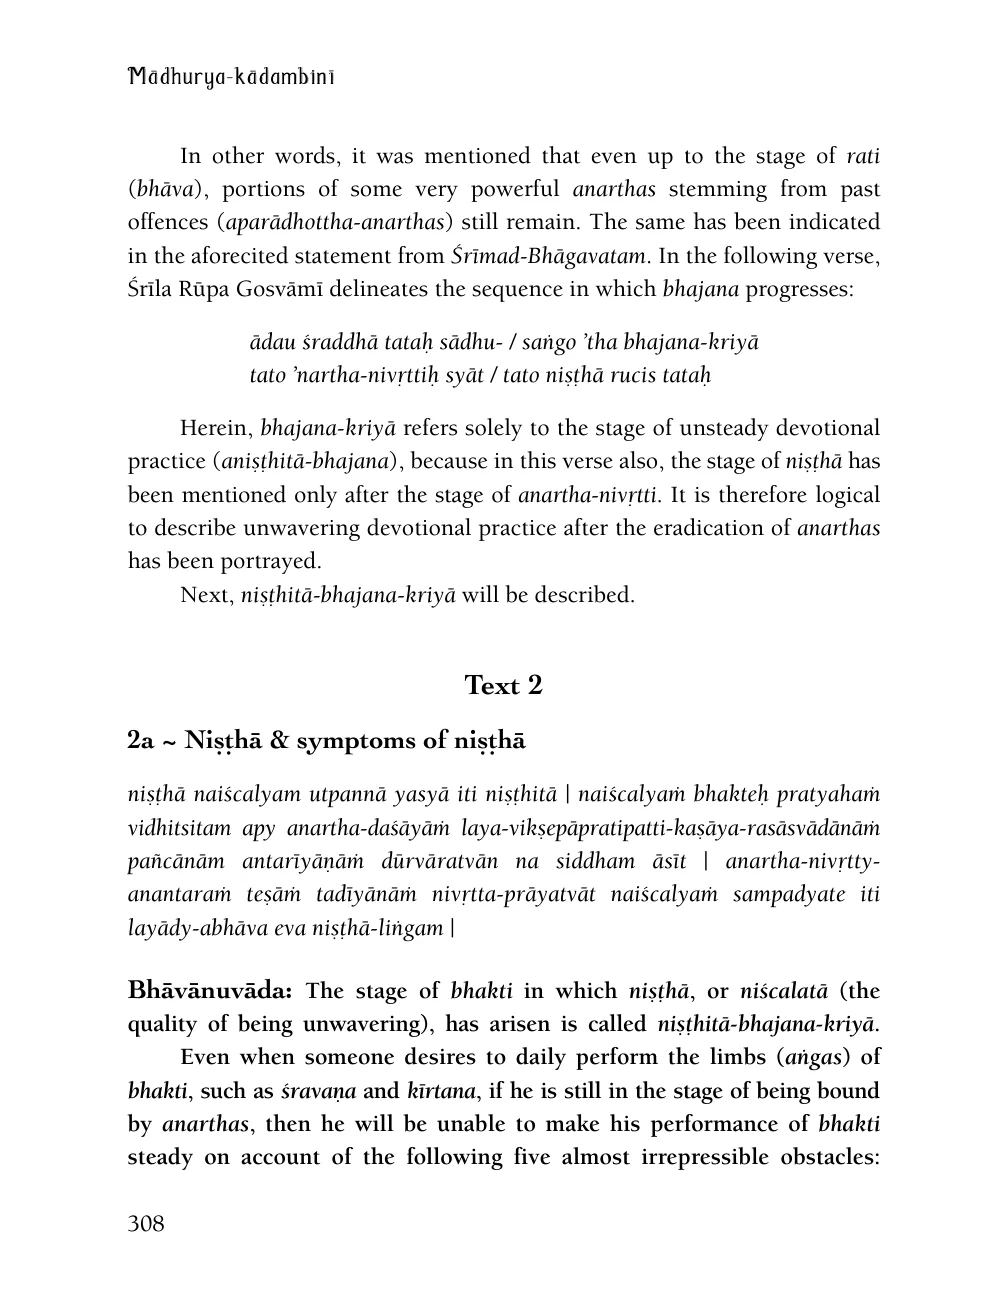 Mādhurya-kādambinī
In other words, it was mentioned that even up to the stage of rati
(bhāva), portions of some very powerful anarthas stemming from past
offences (aparādhottha-anarthas) still remain. The same has been indicated
in the aforecited statement from Śrīmad-Bhāgavatam. In the following verse,
Śrīla Rūpa Gosvāmī delineates the sequence in which bhajana progresses:
ādau śraddhā tataḥ sādhu- / saṅgo ’tha bhajana-kriyā
tato ’nartha-nivṛttiḥ syāt / tato niṣṭhā rucis tataḥ
Herein, bhajana-kriyā refers solely to the stage of unsteady devotional
practice (aniṣṭhitā-bhajana), because in this verse also, the stage of niṣṭhā has
been mentioned only after the stage of anartha-nivṛtti. It is therefore logical
to describe unwavering devotional practice after the eradication of anarthas
has been portrayed.
Next, niṣṭhitā-bhajana-kriyā will be described.
Text 2
2a ~ Niṣṭhā & symptoms of niṣṭhā
niṣṭhā naiścalyam utpannā yasyā iti niṣṭhitā | naiścalyaṁ bhakteḥ pratyahaṁ
vidhitsitam apy anartha-daśāyāṁ laya-vikṣepāpratipatti-kaṣāya-rasāsvādānāṁ
pañcānām antarīyāṇāṁ dūrvāratvān na siddham āsīt | anartha-nivṛtty-
anantaraṁ teṣāṁ tadīyānāṁ nivṛtta-prāyatvāt naiścalyaṁ sampadyate iti
layādy-abhāva eva niṣṭhā-liṅgam |
Bhāvānuvāda: The stage of bhakti in which niṣṭhā, or niścalatā (the
quality of being unwavering), has arisen is called niṣṭhitā-bhajana-kriyā.
Even when someone desires to daily perform the limbs (aṅgas) of
bhakti, such as śravaṇa and kīrtana, if he is still in the stage of being bound
by anarthas, then he will be unable to make his performance of bhakti
steady on account of the following five almost irrepressible obstacles:
308